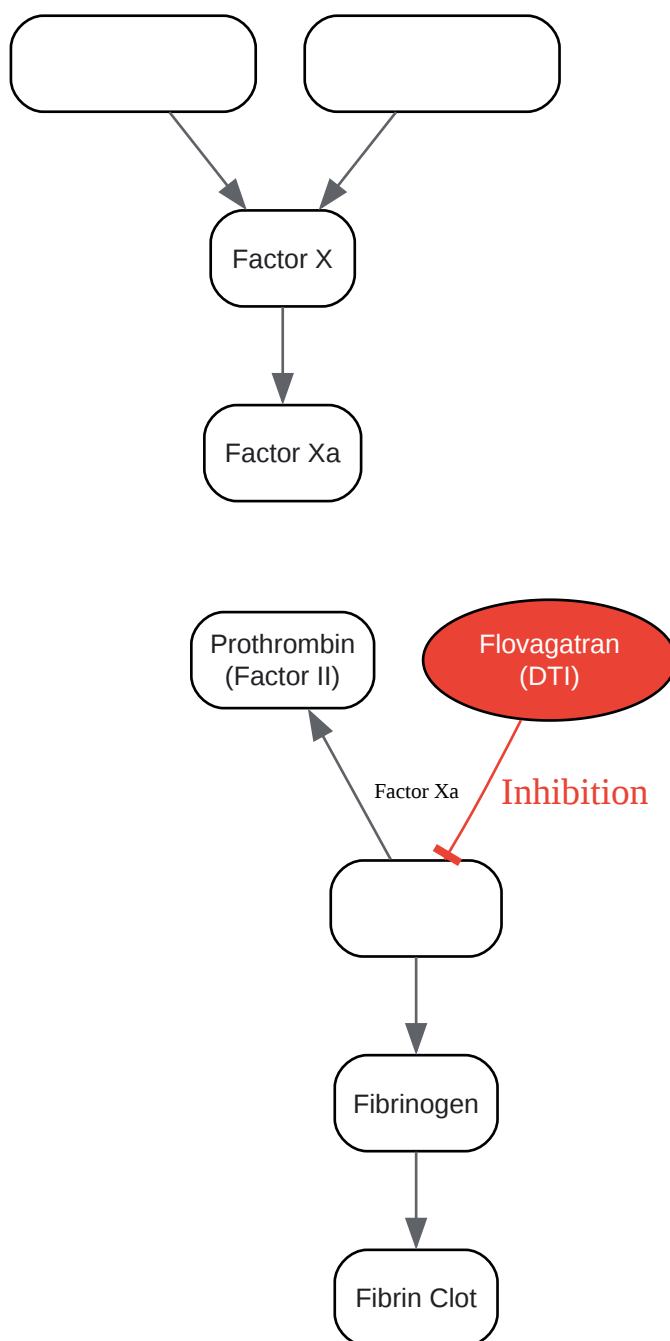 Factor X
Factor Xa
Prothrombin
(Factor II)
Flovagatran
(DTI)
Factor Xa
Inhibition
Fibrinogen
Fibrin Clot